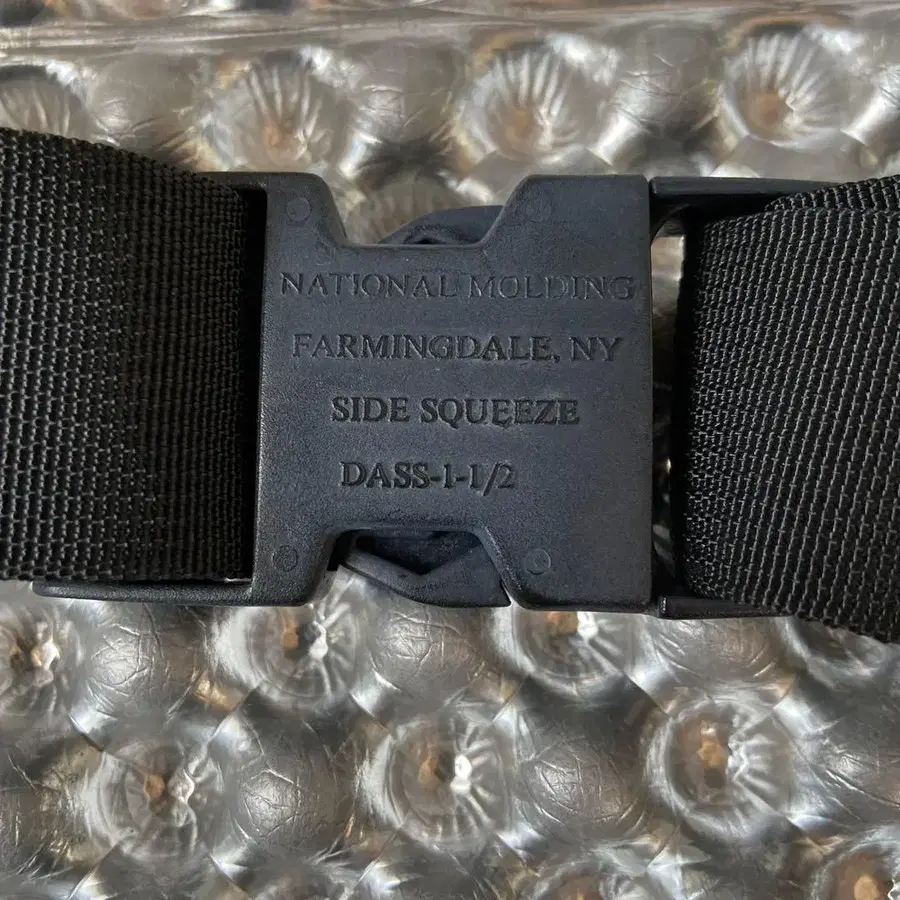 NATIONAL MOLDING
FARMINGDALE, NY
SIDE SQUEEZE
DASS-1-1/2